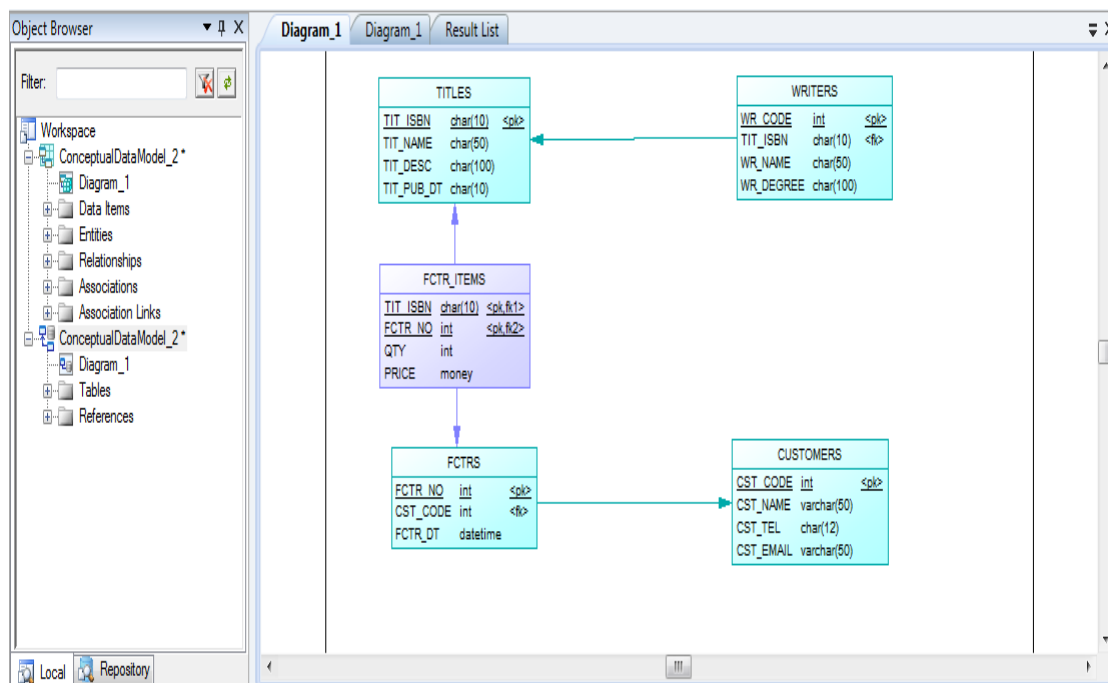 Object Browser
Filter:
Workspace
ConceptualDataModel_2 *
Diagram_1
Data Items
Entities
Relationships
Associations
Association Links
ConceptualDataModel_2 *
Diagram_1
Tables
References
Local Repository
Diagram_1 Diagram_1 Result List
TITLES
TIT_ISBN char(10) <pk>
TIT_NAME char(50)
TIT_DESC char(100)
TIT_PUB_DT char(10)
WRITERS
WR_CODE int <pk>
TIT_ISBN char(10) <fk>
WR_NAME char(50)
WR_DEGREE char(100)
FCTR_ITEMS
TIT_ISBN char(10) <pk,fk1>
FCTR_NO int <pk,fk2>
QTY int
PRICE money
FCTRS
FCTR_NO int <pk>
CST_CODE int <fk>
FCTR_DT datetime
CUSTOMERS
CST_CODE int <pk>
CST_NAME varchar(50)
CST_TEL char(12)
CST_EMAIL varchar(50)